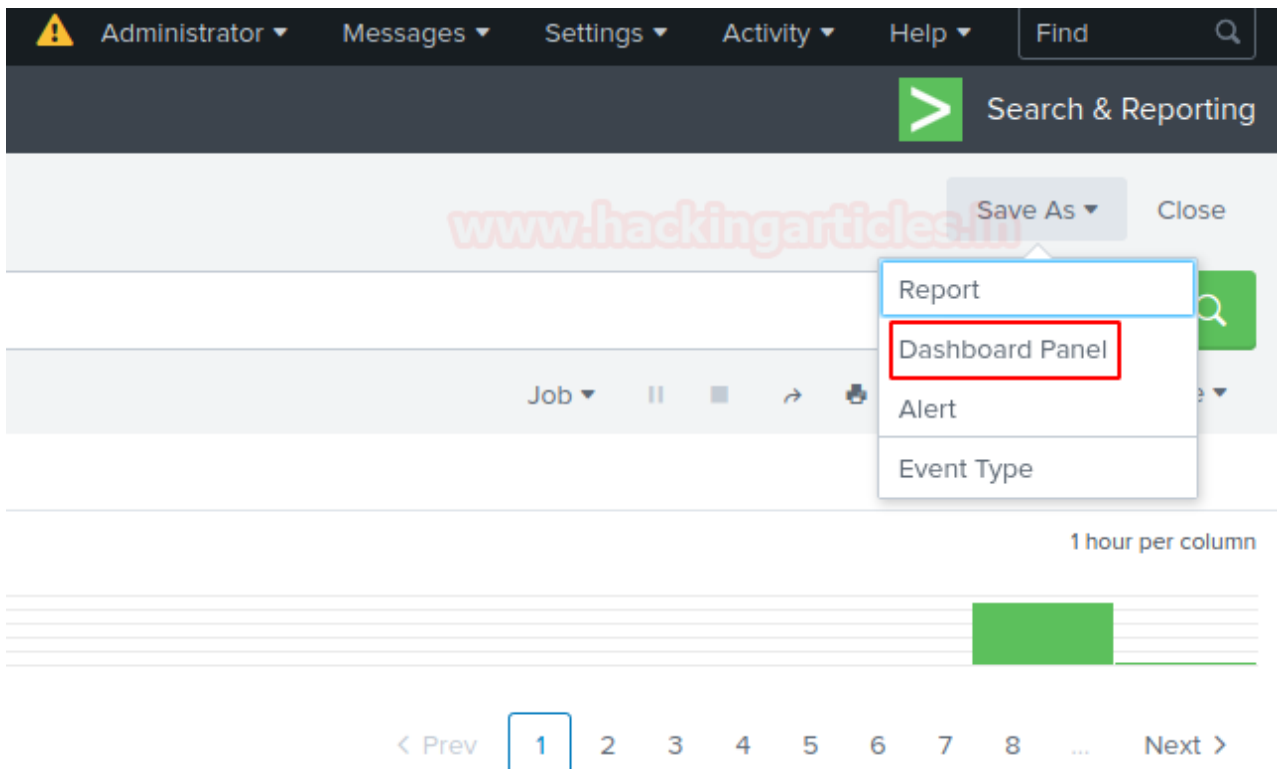 Administrator Messages Settings Activity Help Find
Search & Reporting
www.hackingarticles.in
Save As Close
Report
Dashboard Panel
Alert
Event Type
Job
1 hour per column
< Prev 1 2 3 4 5 6 7 8 ... Next >